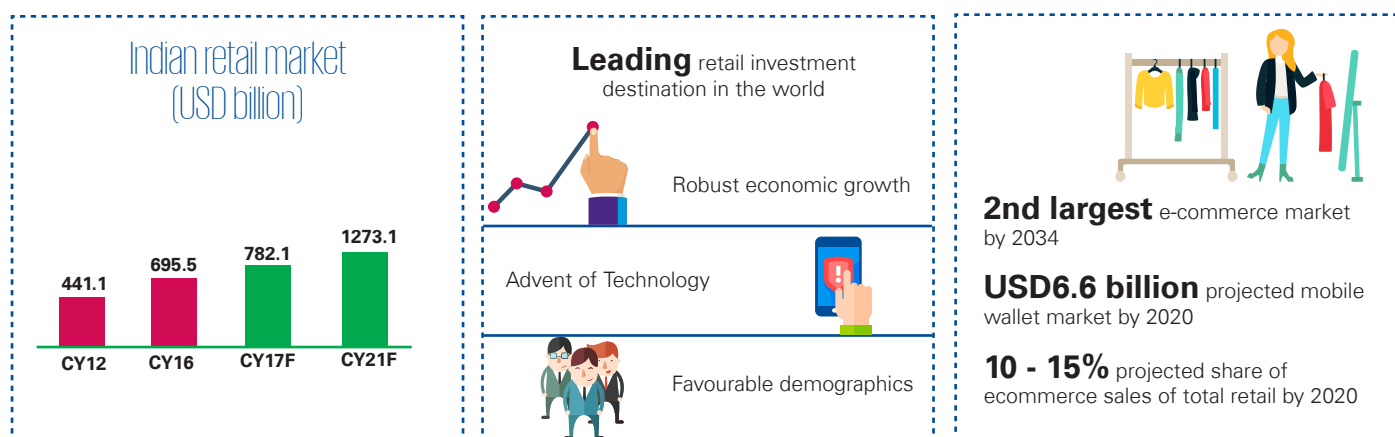 Indian retail market
(USD billion)
441.1
695.5
782.1
1273.1
CY12
CY16
CY17F
CY21F
Leading retail investment
destination in the world
Robust economic growth
Advent of Technology
Favourable demographics
2nd largest e-commerce market
by 2034
USD6.6 billion projected mobile
wallet market by 2020
10 - 15% projected share of
ecommerce sales of total retail by 2020